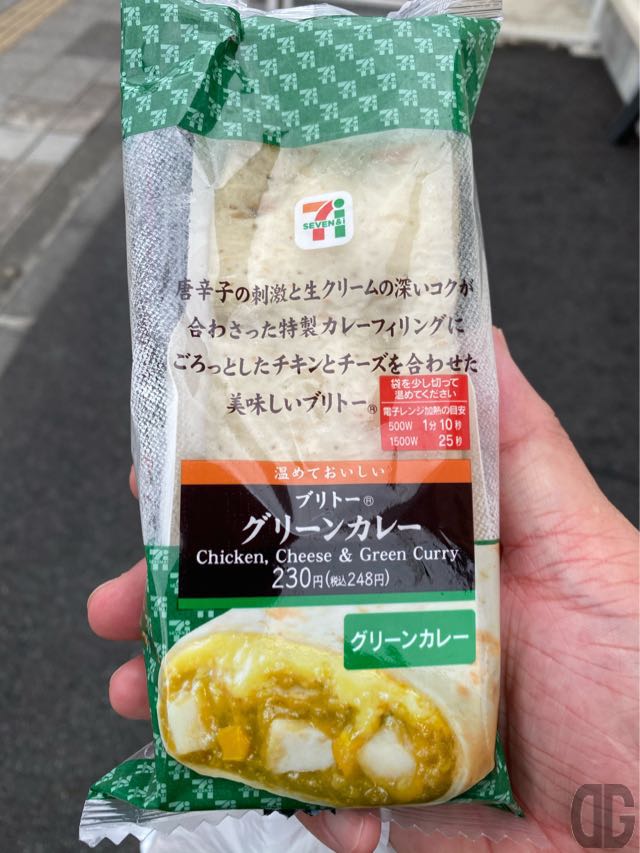 7i
SEVEN&i
唐辛子の刺激と生クリームの深いコクが
合わさった特製カレーフィリングに
ごろっとしたチキンとチーズを合わせた
美味しいブリトー®
袋を少し切って
温めてください
電子レンジ加熱の目安
500W 1分10秒
1500W 25秒
温めておいしい
ブリトー®
グリーンカレー
Chicken, Cheese & Green Curry
230円(税込248円)
グリーンカレー
DG